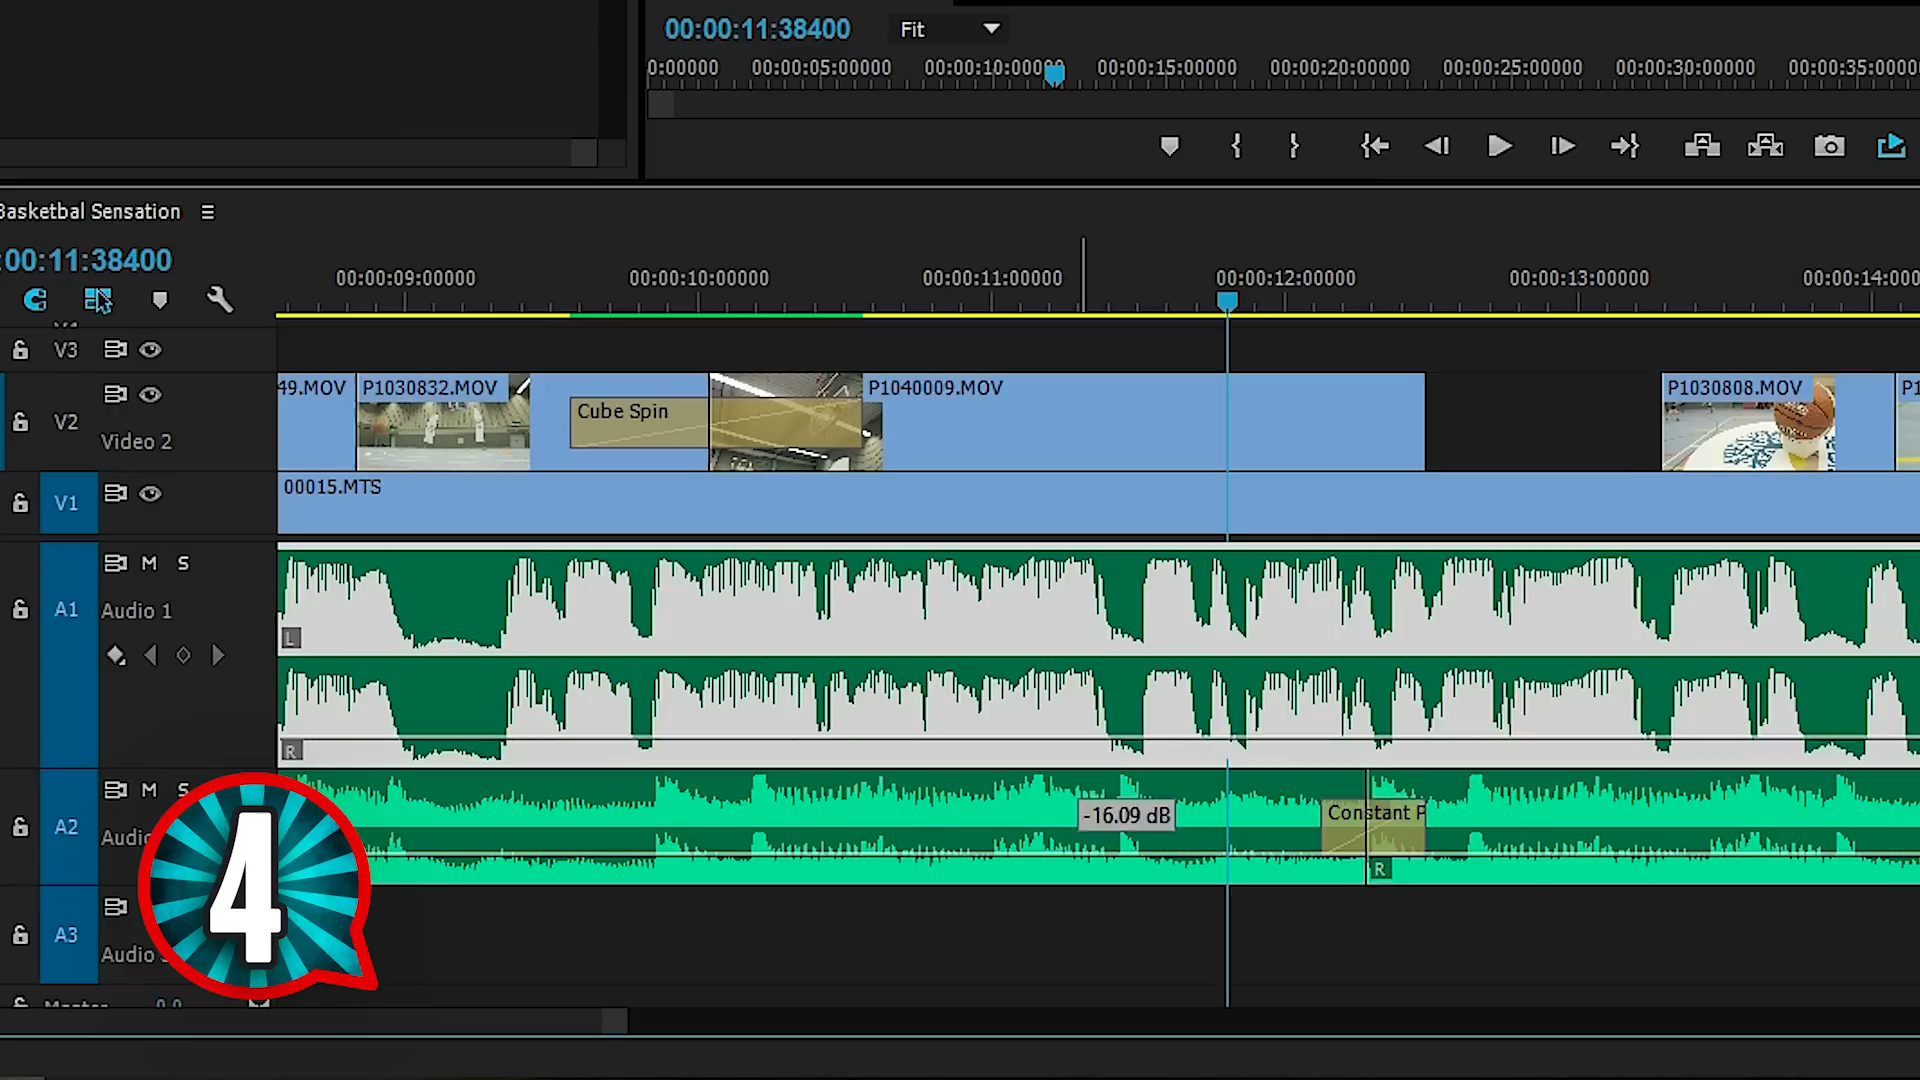 00:00:11:38400 Fit
0:00000 00:00:05:00000 00:00:10:0000 00:00:15:00000 00:00:20:00000 00:00:25:00000 00:00:30:00000 00:00:35:0000
Basketbal Sensation
:00:11:38400
00:00:09:00000 00:00:10:00000 00:00:11:00000 00:00:12:00000 00:00:13:00000 00:00:14:000
V3
49.MOV P1030832.MOV P1040009.MOV P1030808.MOV P1
Cube Spin
V2
Video 2
00015.MTS
V1
M S
A1 Audio 1
L
R
M S
-16.09 dB Constant P
A2 Audio
R
4
A3
Audio